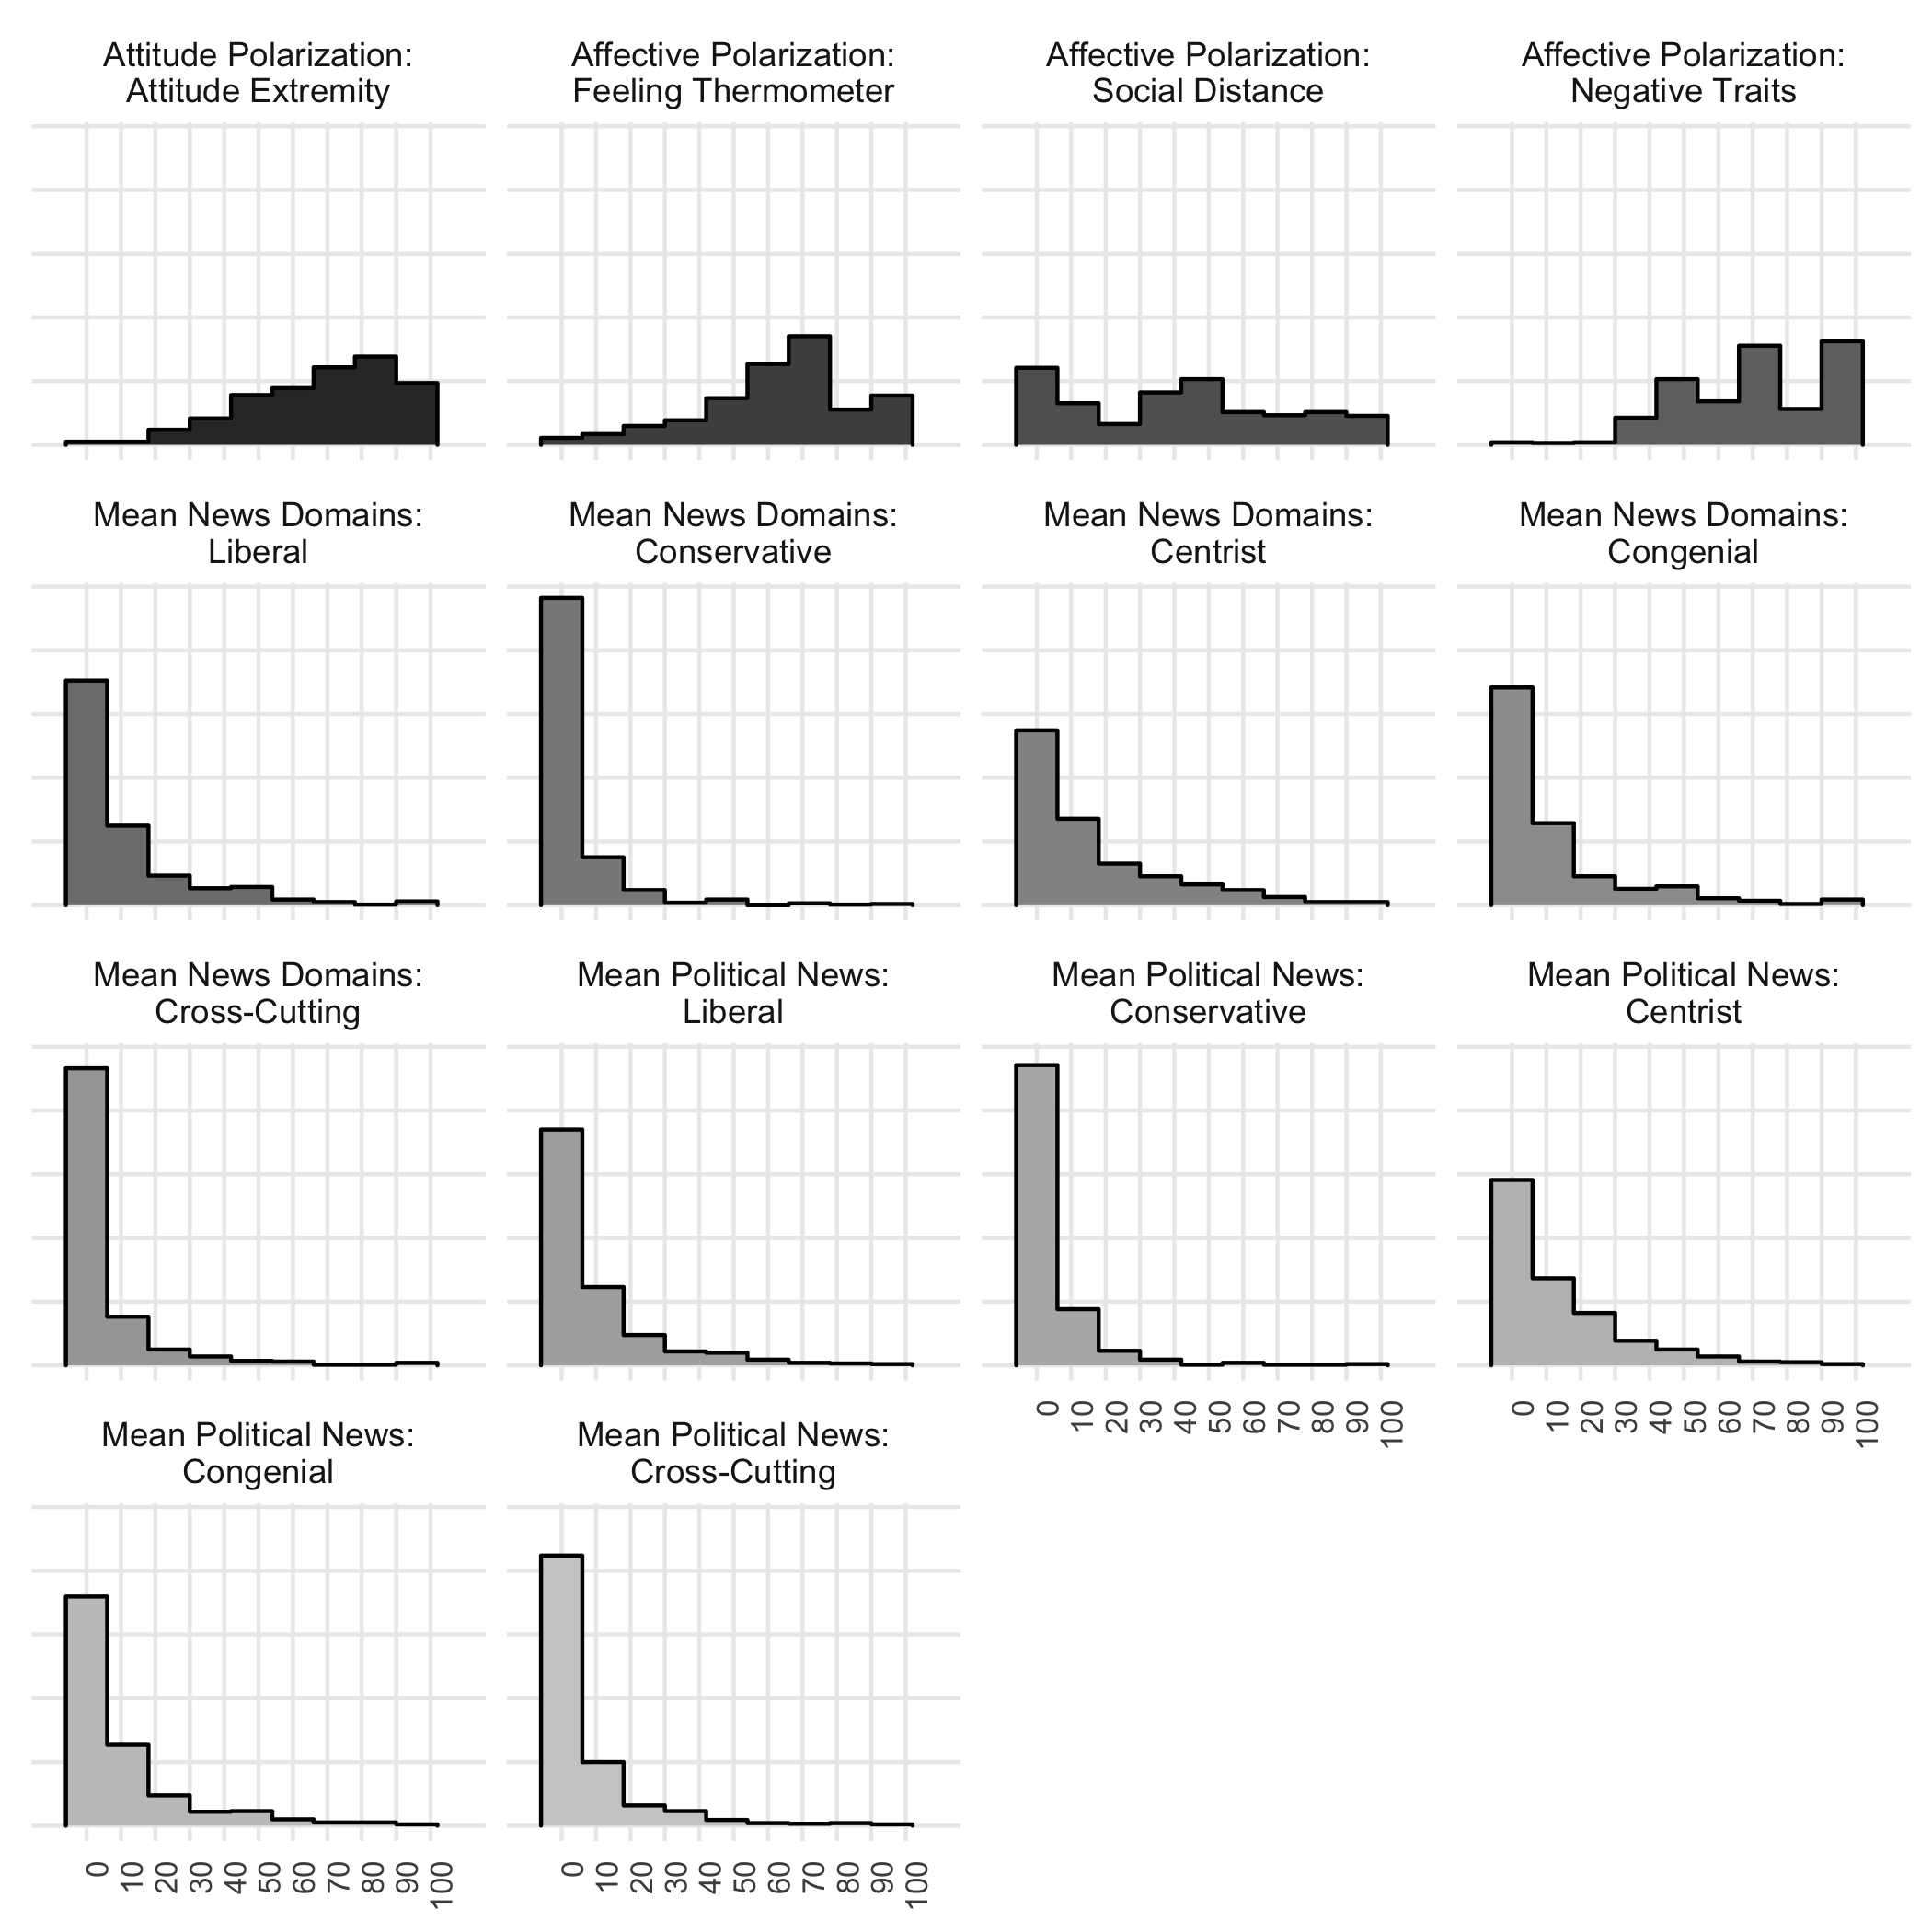 Attitude Polarization:
Attitude Extremity
Affective Polarization:
Feeling Thermometer
Affective Polarization:
Social Distance
Affective Polarization:
Negative Traits
Mean News Domains:
Liberal
Mean News Domains:
Conservative
Mean News Domains:
Centrist
Mean News Domains:
Congenial
Mean News Domains:
Cross-Cutting
Mean Political News:
Liberal
Mean Political News:
Conservative
Mean Political News:
Centrist
0 10 20 30 40 50 60 70 80 90 100
0 10 20 30 40 50 60 70 80 90 100
Mean Political News:
Congenial
Mean Political News:
Cross-Cutting
0 10 20 30 40 50 60 70 80 90 100
0 10 20 30 40 50 60 70 80 90 100